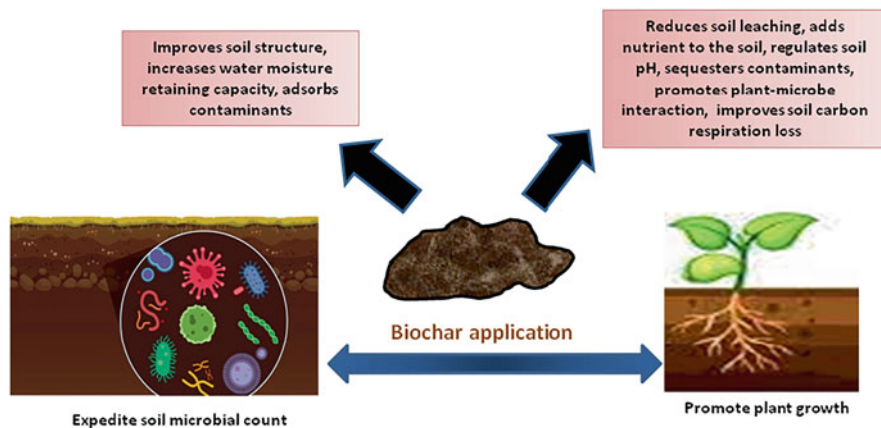 Improves soil structure,
increases water moisture
retaining capacity, adsorbs
contaminants
Reduces soil leaching, adds
nutrient to the soil, regulates soil
pH, sequesters contaminants,
promotes plant-microbe
interaction, improves soil carbon
respiration loss
Biochar application
Expedite soil microbial count
Promote plant growth